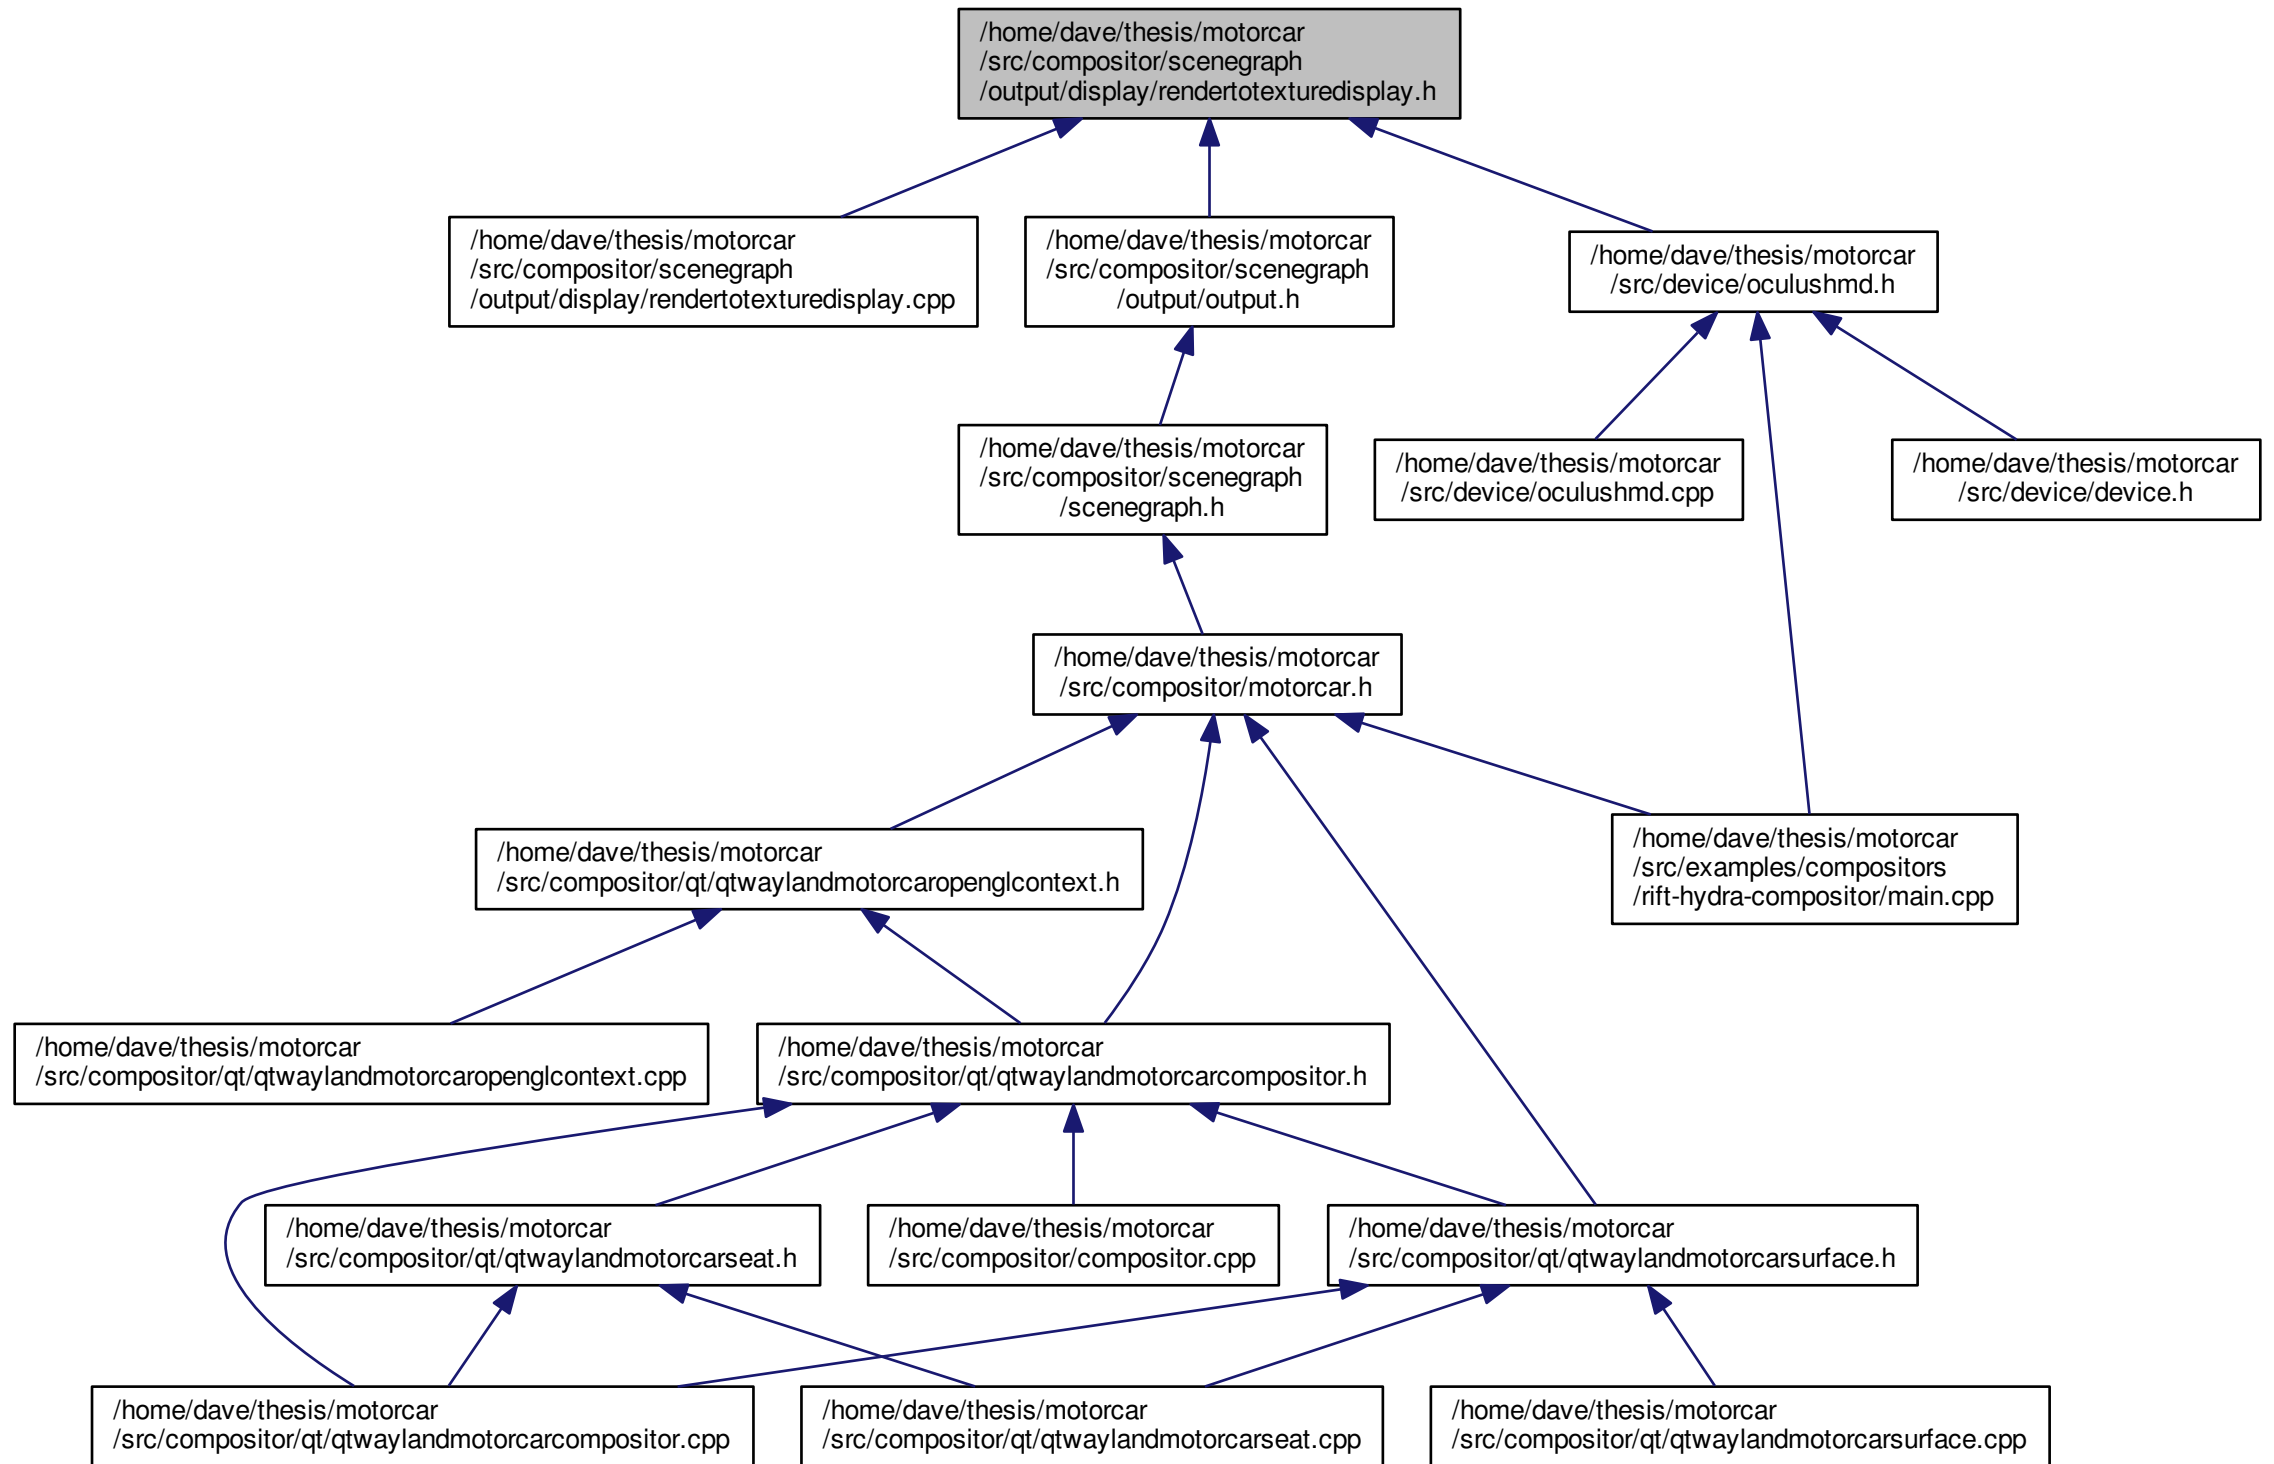 /home/dave/thesis/motorcar
/src/compositor/scenegraph
/output/display/rendertotexturedisplay.h
/home/dave/thesis/motorcar
/src/compositor/scenegraph
/output/display/rendertotexturedisplay.cpp
/home/dave/thesis/motorcar
/src/compositor/scenegraph
/output/output.h
/home/dave/thesis/motorcar
/src/device/oculushmd.h
/home/dave/thesis/motorcar
/src/compositor/scenegraph
/scenegraph.h
/home/dave/thesis/motorcar
/src/device/oculushmd.cpp
/home/dave/thesis/motorcar
/src/device/device.h
/home/dave/thesis/motorcar
/src/compositor/motorcar.h
/home/dave/thesis/motorcar
/src/compositor/qt/qtwaylandmotorcaropenglcontext.h
/home/dave/thesis/motorcar
/src/examples/compositors
/rift-hydra-compositor/main.cpp
/home/dave/thesis/motorcar
/src/compositor/qt/qtwaylandmotorcaropenglcontext.cpp
/home/dave/thesis/motorcar
/src/compositor/qt/qtwaylandmotorcarcompositor.h
/home/dave/thesis/motorcar
/src/compositor/qt/qtwaylandmotorcarseat.h
/home/dave/thesis/motorcar
/src/compositor/compositor.cpp
/home/dave/thesis/motorcar
/src/compositor/qt/qtwaylandmotorcarsurface.h
/home/dave/thesis/motorcar
/src/compositor/qt/qtwaylandmotorcarcompositor.cpp
/home/dave/thesis/motorcar
/src/compositor/qt/qtwaylandmotorcarseat.cpp
/home/dave/thesis/motorcar
/src/compositor/qt/qtwaylandmotorcarsurface.cpp